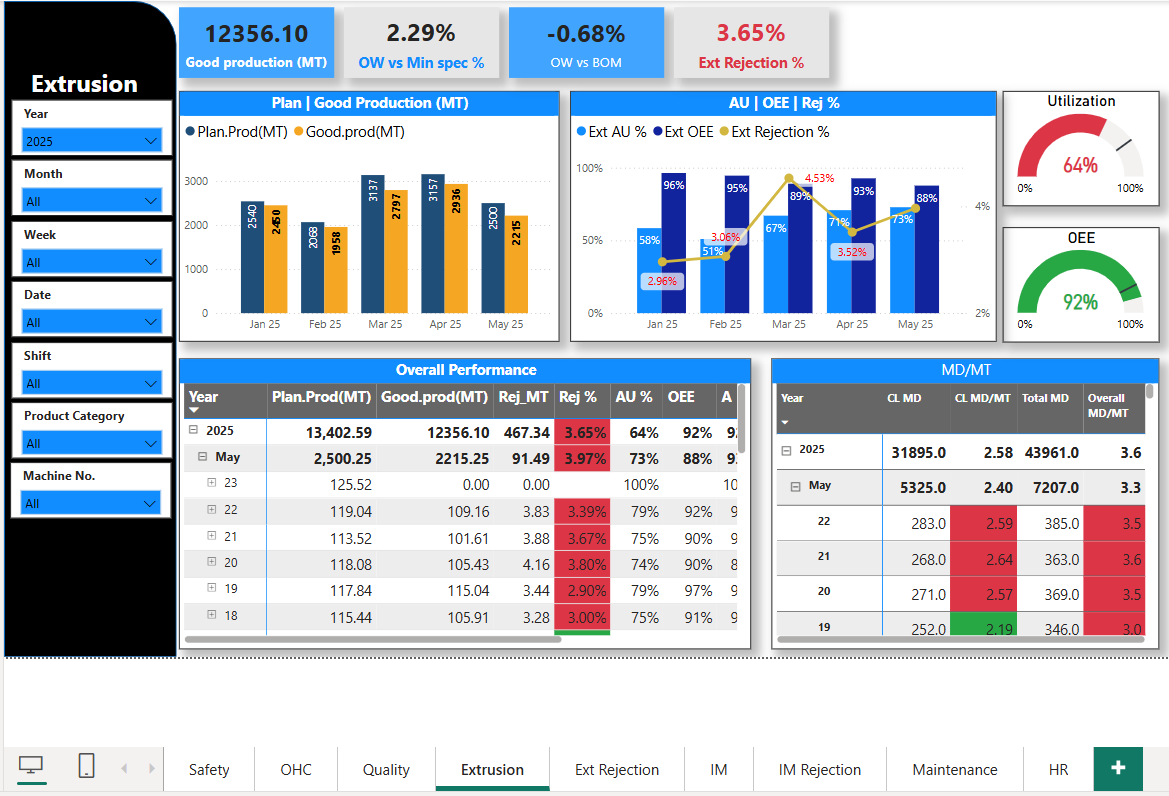 Extrusion
Year
2025
Month
All
Week
All
Date
All
Shift
All
Product Category
All
Machine No.
All
12356.10
Good production (MT)
2.29%
OW vs Min spec %
-0.68%
OW vs BOM
3.65%
Ext Rejection %
Plan | Good Production (MT)
Plan.Prod(MT) Good.prod(MT)
3000
2000
1000
0
2540 2450 2068 1958 3137 2797 3157 2936 2500 2215
Jan 25 Feb 25 Mar 25 Apr 25 May 25
AU | OEE | Rej %
Ext AU % Ext OEE Ext Rejection %
100%
50%
0%
4%
2%
58% 96% 51% 95% 67% 89% 71% 93% 73% 88%
2.96% 3.06% 4.53% 3.52%
Jan 25 Feb 25 Mar 25 Apr 25 May 25
Utilization
64%
0% 100%
OEE
92%
0% 100%
Overall Performance
Year Plan.Prod(MT) Good.prod(MT) Rej_MT Rej % AU % OEE A
2025 13,402.59 12356.10 467.34 3.65% 64% 92% 9
May 2,500.25 2215.25 91.49 3.97% 73% 88% 9
23 125.52 0.00 0.00 100% 10
22 119.04 109.16 3.83 3.39% 79% 92% 9
21 113.52 101.61 3.88 3.67% 75% 90% 9
20 118.08 105.43 4.16 3.80% 74% 90% 8
19 117.84 115.04 3.44 2.90% 79% 97% 9
18 115.44 105.91 3.28 3.00% 75% 91% 9
MD/MT
Year CL MD CL MD/MT Total MD Overall MD/MT
2025 31895.0 2.58 43961.0 3.6
May 5325.0 2.40 7207.0 3.3
22 283.0 2.59 385.0 3.5
21 268.0 2.64 363.0 3.6
20 271.0 2.57 369.0 3.5
19 252.0 2.19 346.0 3.0
Safety OHC Quality Extrusion Ext Rejection IM IM Rejection Maintenance HR +